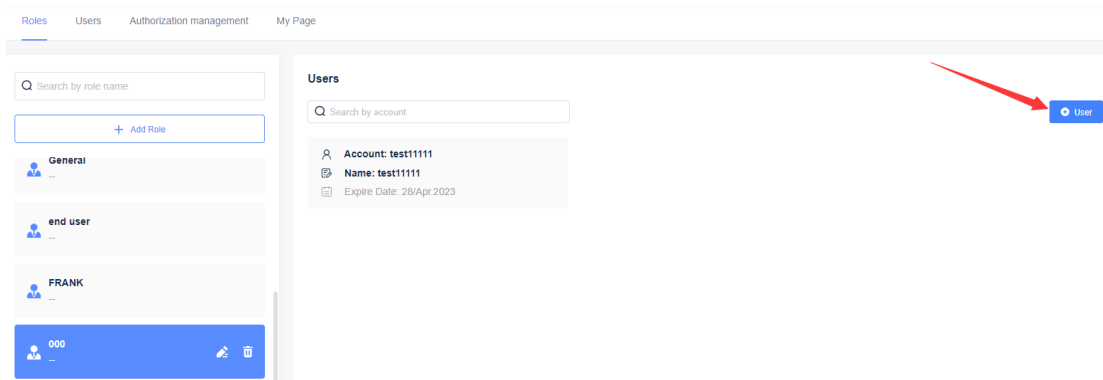 Roles Users Authorization management My Page
Search by role name
+ Add Role
General
--
end user
--
FRANK
--
000
--
Users
Search by account
User
Account: test11111
Name: test11111
Expire Date: 28/Apr.2023